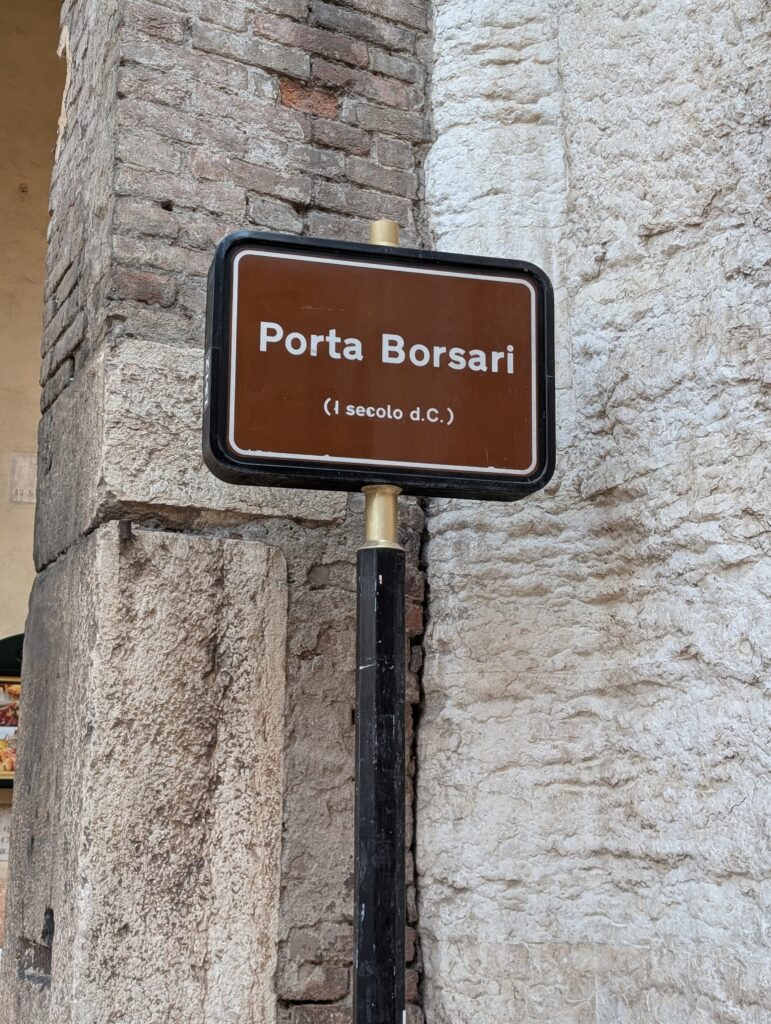 Porta Borsari
(I secolo d.C.)